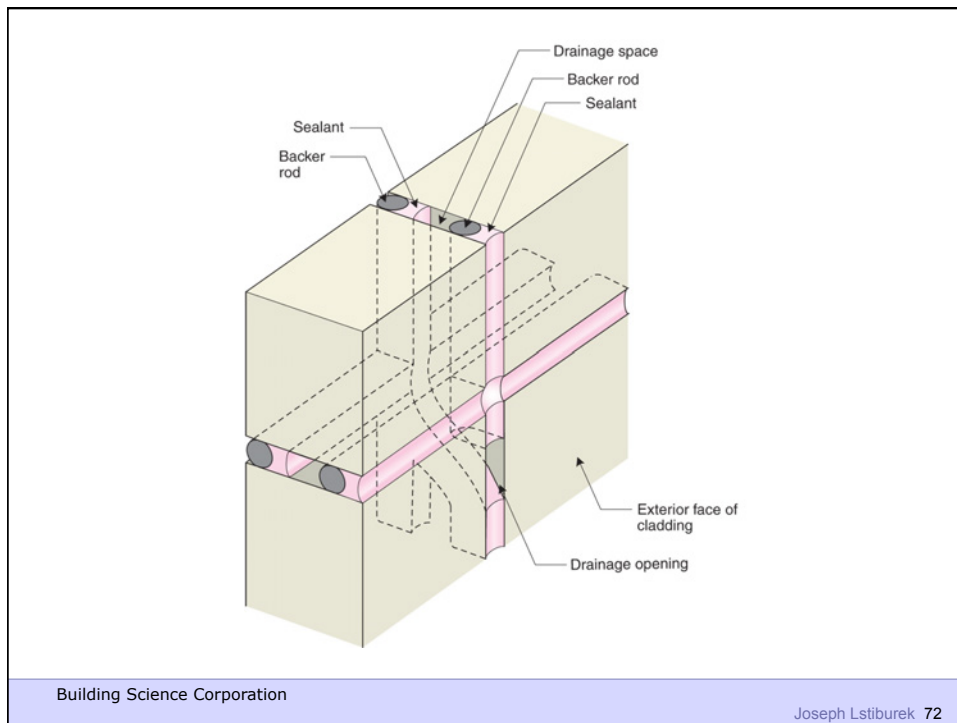 Drainage space
Backer rod
Sealant
Sealant
Backer
rod
Exterior face of
cladding
Drainage opening
Building Science Corporation
Joseph Lstiburek 72